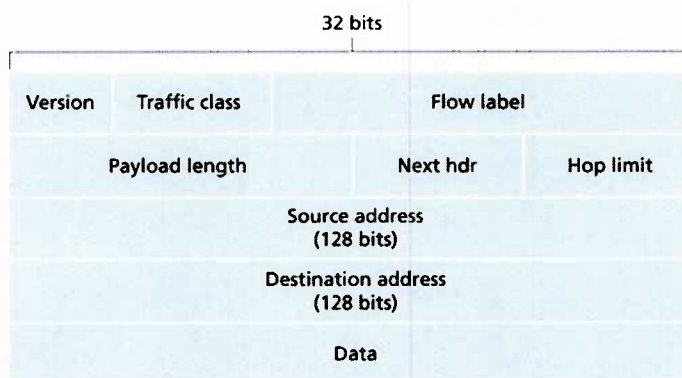 32 bits
Version Traffic class Flow label
Payload length Next hdr Hop limit
Source address
(128 bits)
Destination address
(128 bits)
Data